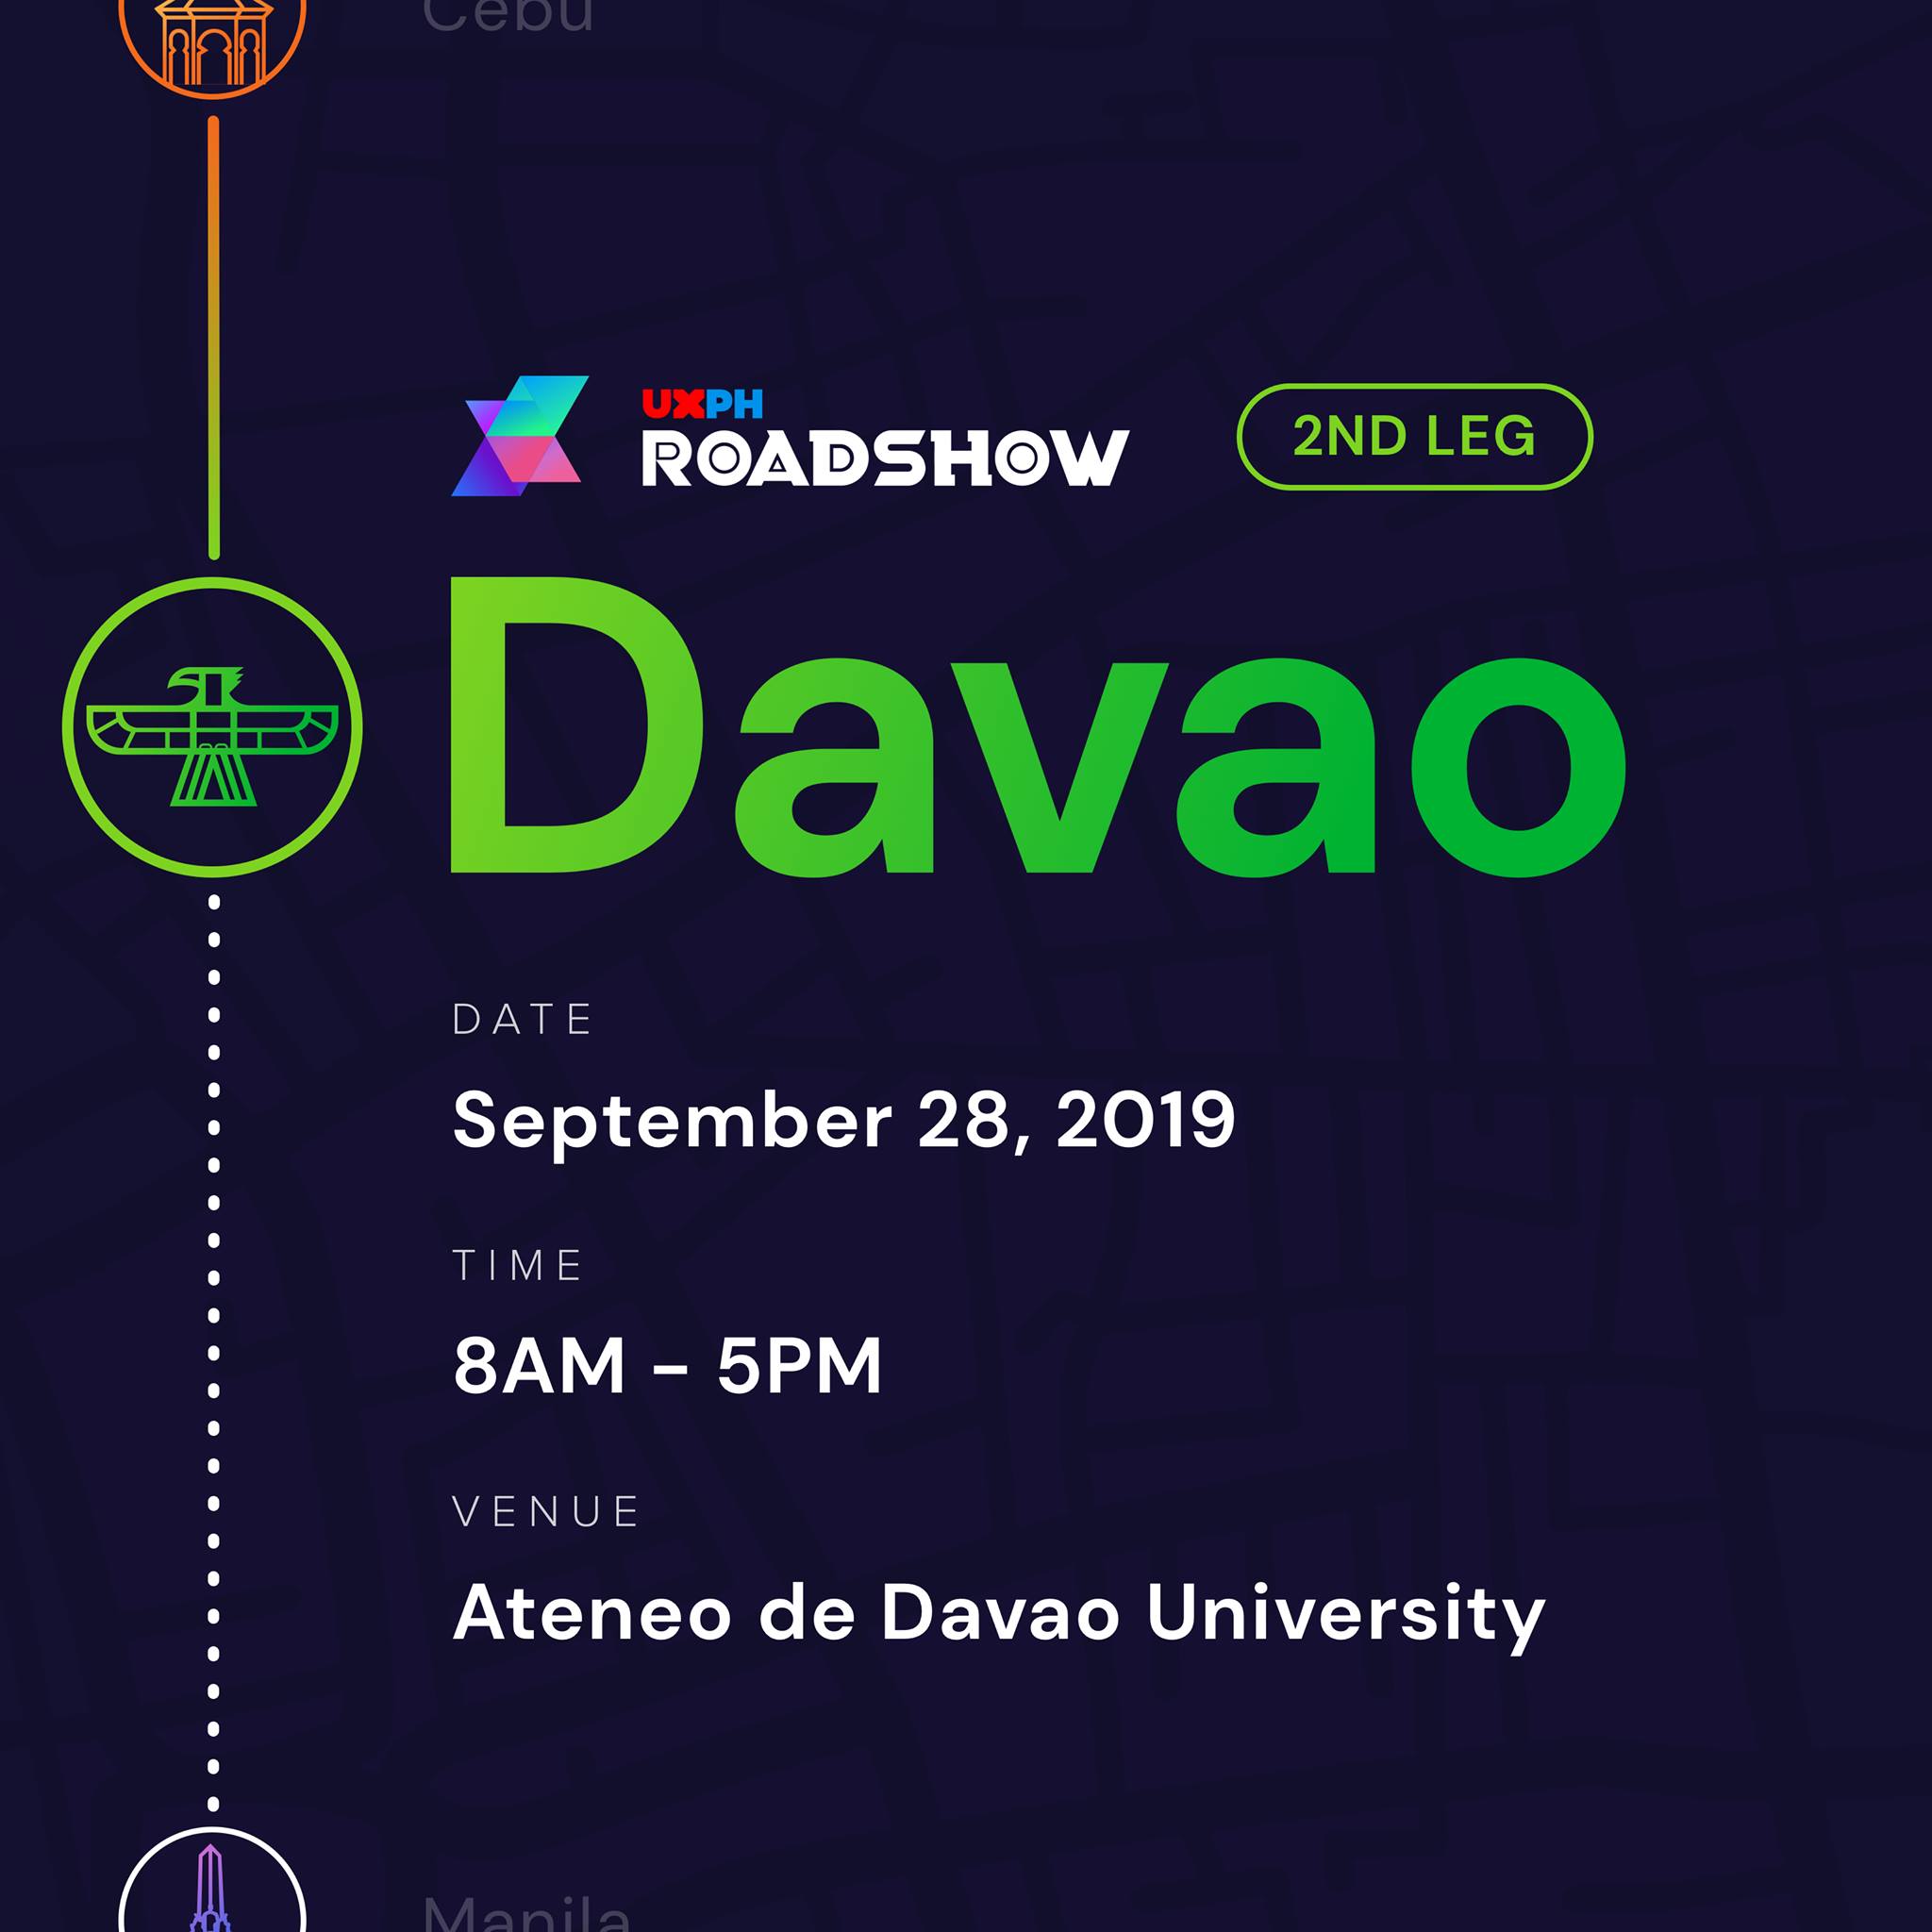 Cebu
UXPH
ROADSHOW
2ND LEG
Davao
DATE
September 28, 2019
TIME
8AM – 5PM
VENUE
Ateneo de Davao University
Manila